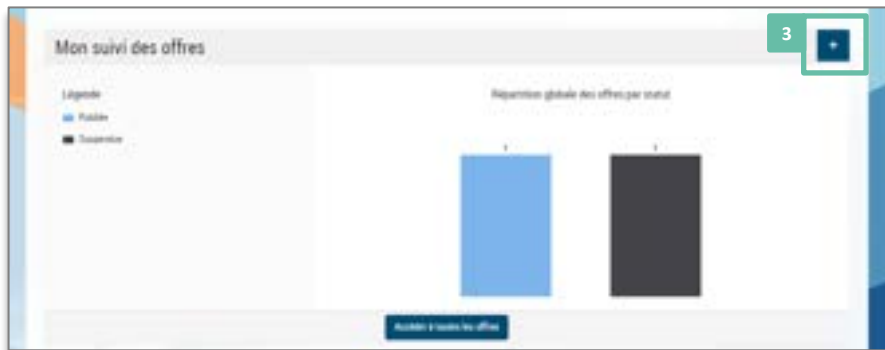 3
Mon suivi des offres
+
Légende
Répartition globale des offres par statut
Publiée
Suspendue
1
1
Accéder à toutes les offres